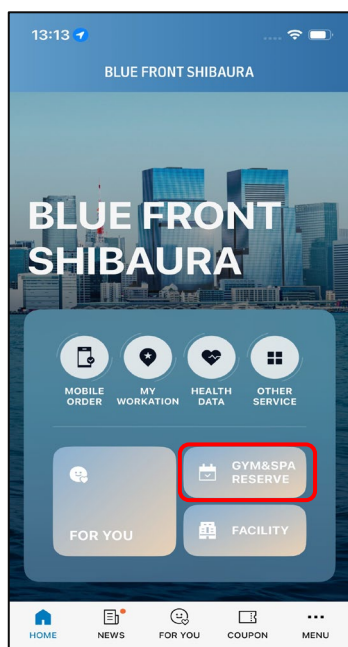 13:13
BLUE FRONT SHIBAURA
BLUE FRONT
SHIBAURA
MOBILE
ORDER
MY
WORKATION
HEALTH
DATA
OTHER
SERVICE
FOR YOU
GYM&SPA
RESERVE
FACILITY
HOME
NEWS
FOR YOU
COUPON
MENU